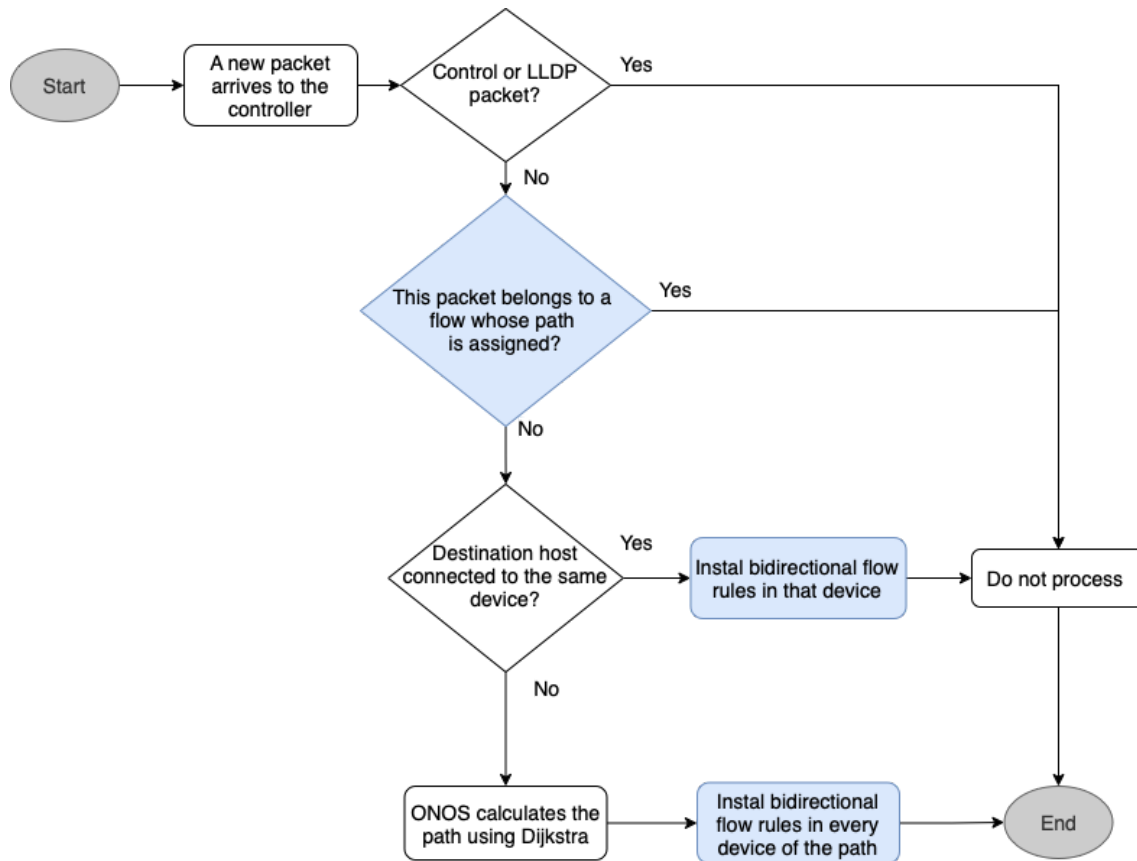 Start
A new packet
arrives to the
controller
Control or LLDP
packet?
Yes
No
This packet belongs to a
flow whose path
is assigned?
Yes
No
Destination host
connected to the same
device?
Yes
Instal bidirectional flow
rules in that device
Do not process
No
ONOS calculates the
path using Dijkstra
Instal bidirectional
flow rules in every
device of the path
End